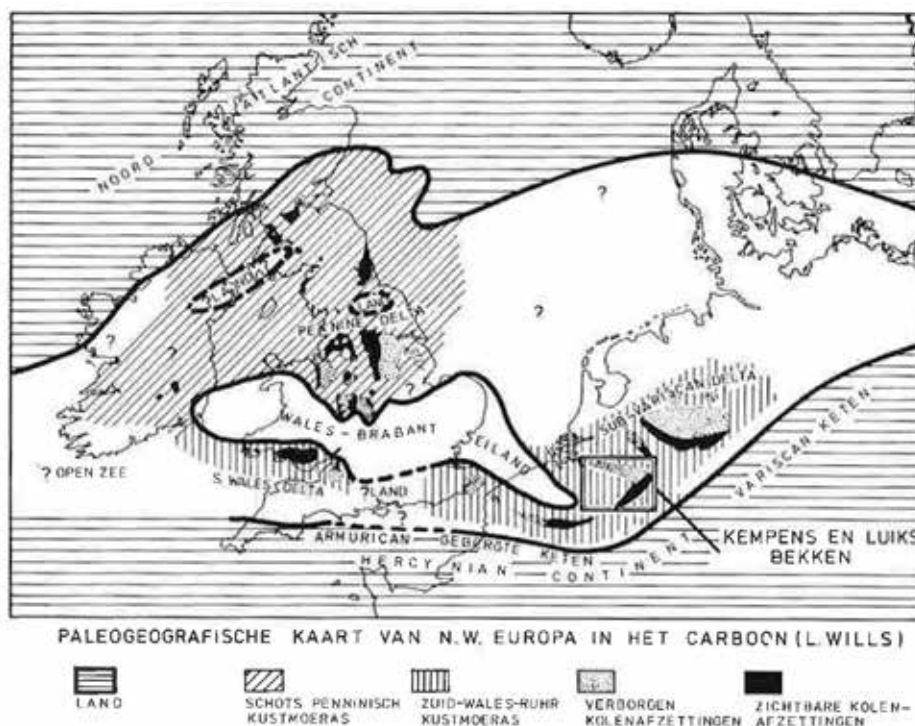 NOORD
ATLANTISCH
CONTINENT
?
?
?
?
?
?
LAND
PENNINE DELTA
?
WALES-BRABANT
EILAND
SUBVARISCAN DELTA
? OPEN ZEE
S. WALES DELTA
?LAND
?
VARISCAN KETEN
ARMURICAN GEBERGTE KETEN
HERCYNIAN CONTINENT
KEMPENS EN LUIKS
BEKKEN
PALEOGEOGRAFISCHE KAART VAN N.W. EUROPA IN HET CARBOON (L. WILLS)
LAND
SCHOTS PENNINISCH
KUSTMOERAS
ZUID-WALES-RUHR
KUSTMOERAS
VERBORGEN
KOLENAFZETTINGEN
ZICHTBARE KOLEN-
AFZETTINGEN